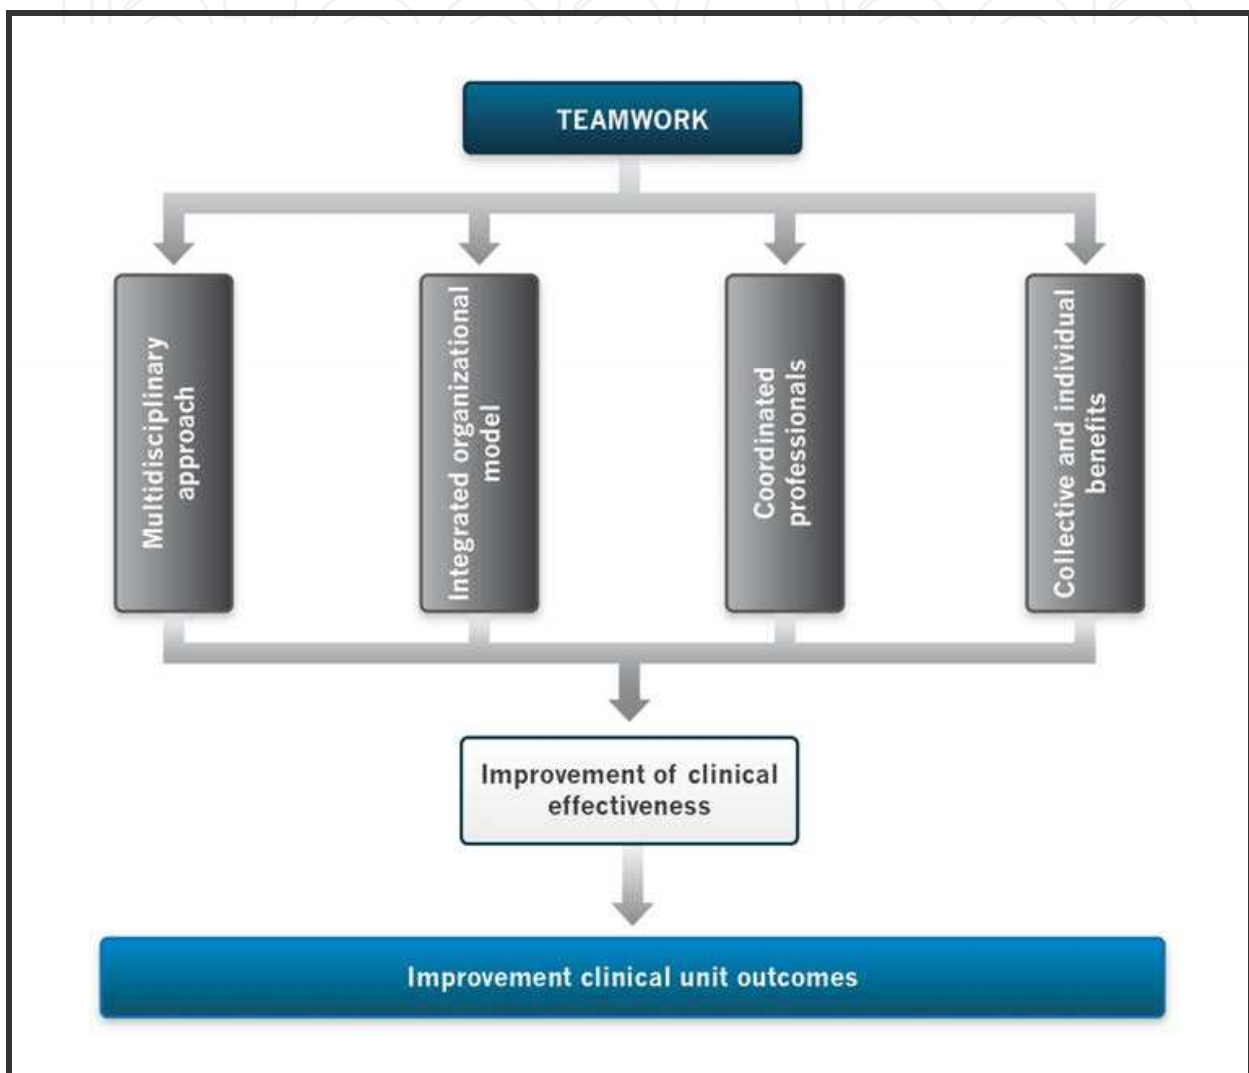 TEAMWORK
Multidisciplinary
approach
Integrated organizational
model
Coordinated
professionals
Collective and individual
benefits
Improvement of clinical
effectiveness
Improvement clinical unit outcomes